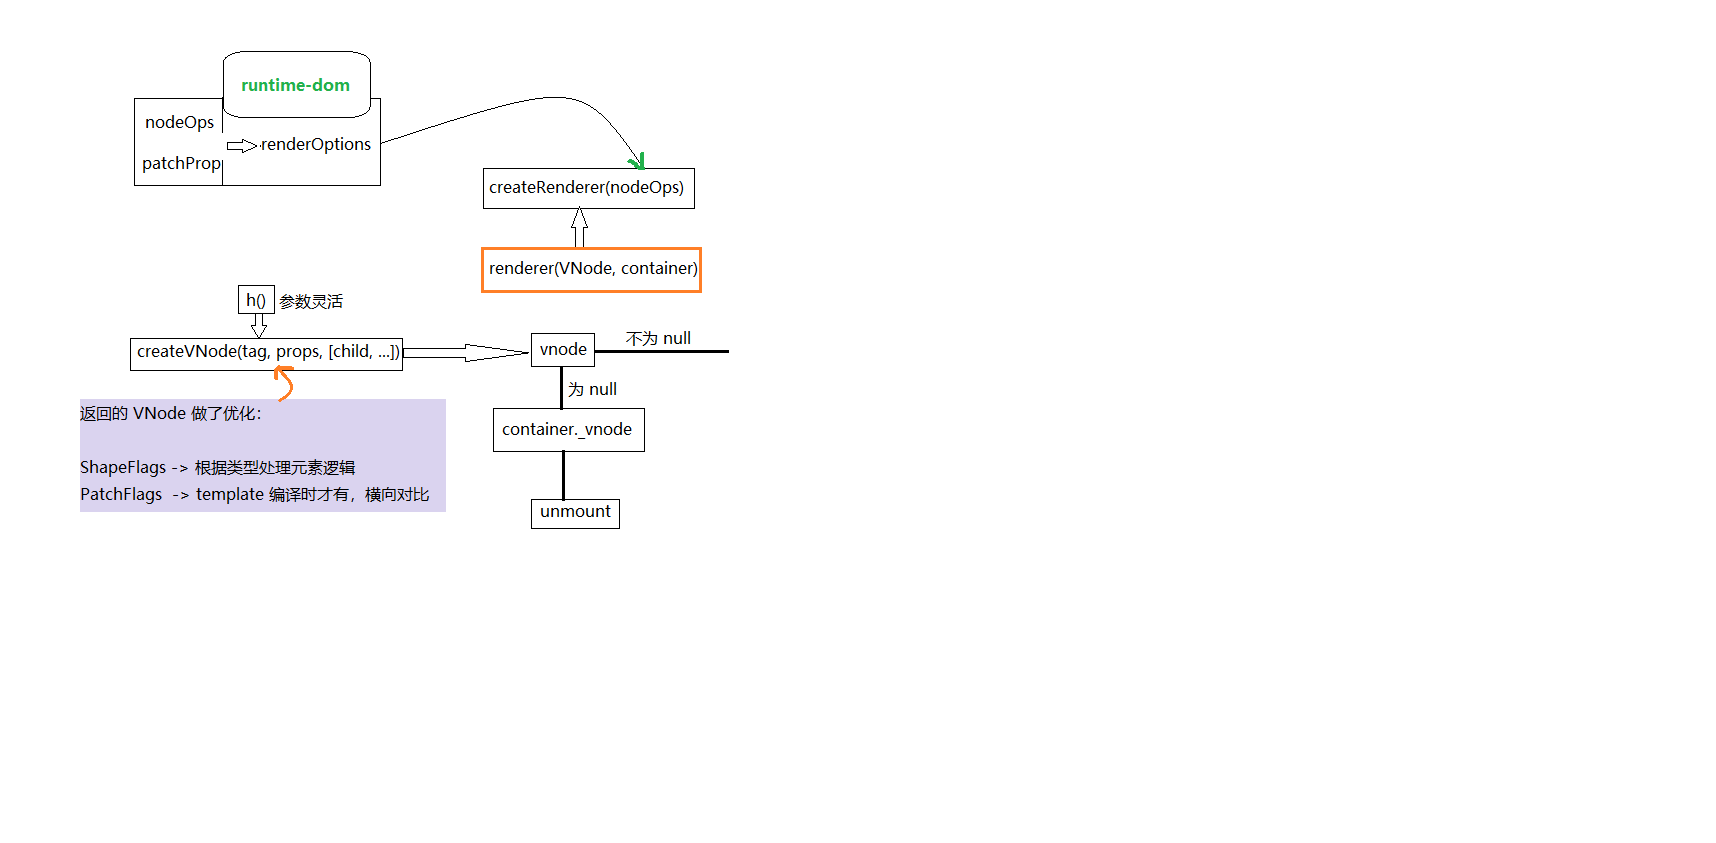 runtime-dom
nodeOps
renderOptions
patchProp
createRenderer(nodeOps)
renderer(VNode, container)
h() 参数灵活
createVNode(tag, props, [child, ...])
vnode
不为 null
为 null
container._vnode
unmount
返回的 VNode 做了优化：
ShapeFlags -> 根据类型处理元素逻辑
PatchFlags -> template 编译时才有，横向对比